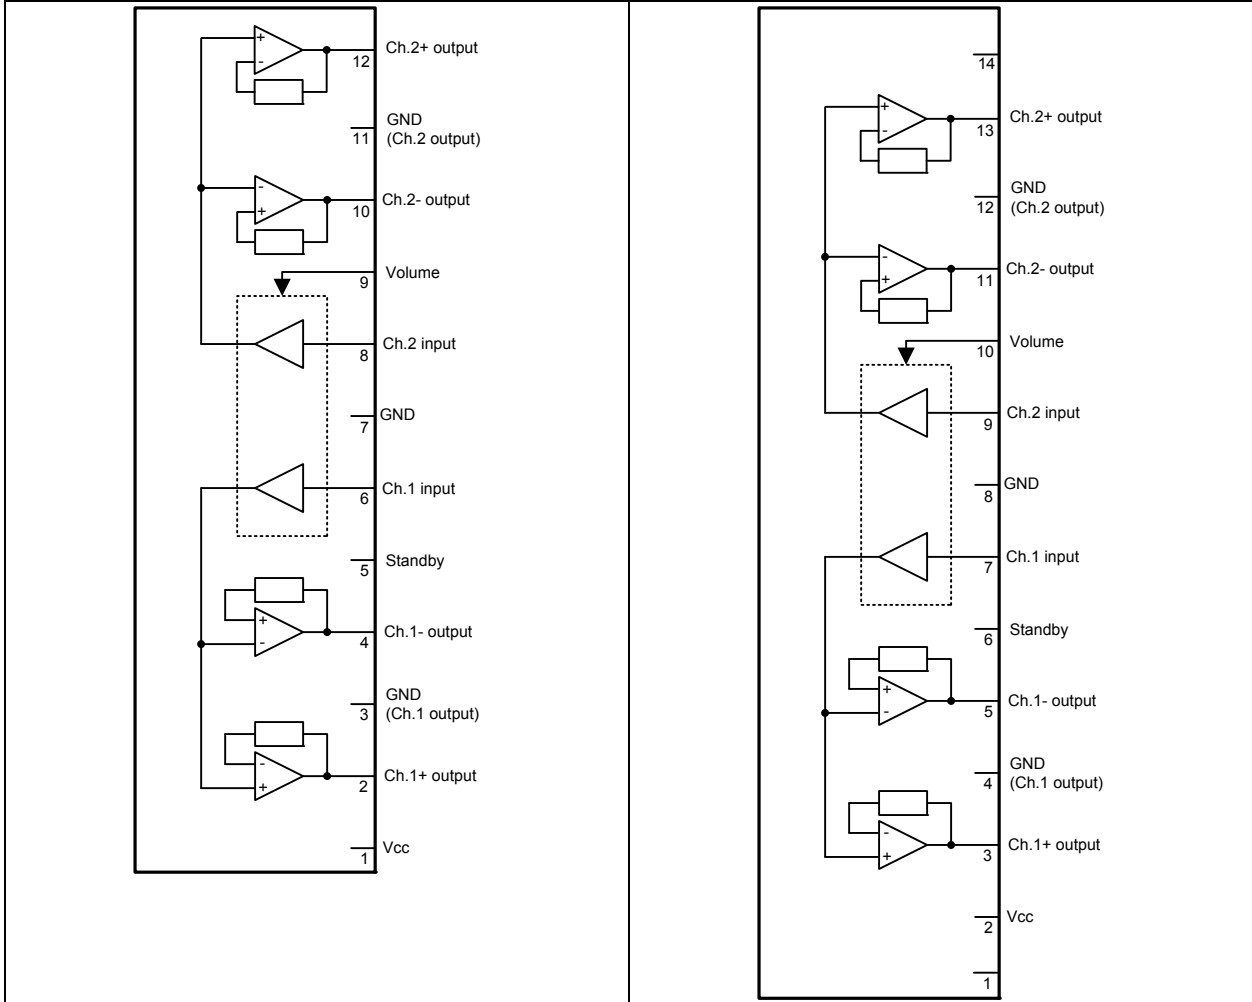 +
-
Ch.2+ output
12
GND
11
(Ch.2 output)
-
+
Ch.2- output
10
Volume
9
Ch.2 input
8
GND
7
Ch.1 input
6
Standby
5
+
-
Ch.1- output
4
GND
3
(Ch.1 output)
-
+
Ch.1+ output
2
Vcc
1
14
+
-
Ch.2+ output
13
GND
12
(Ch.2 output)
-
+
Ch.2- output
11
Volume
10
Ch.2 input
9
GND
8
Ch.1 input
7
Standby
6
+
-
Ch.1- output
5
GND
4
(Ch.1 output)
-
+
Ch.1+ output
3
Vcc
2
1